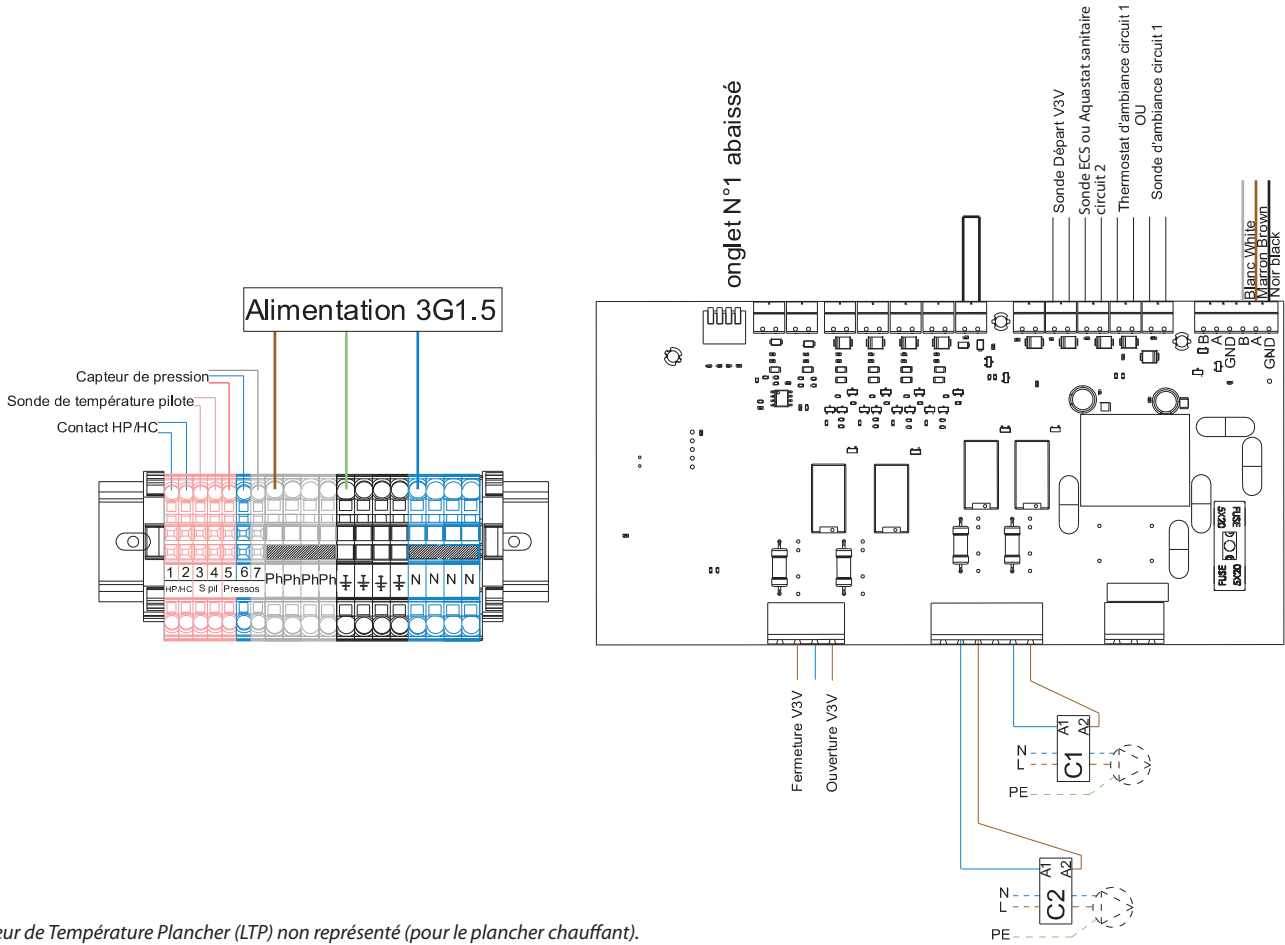 onglet N°1 abaissé
Sonde Départ V3V
Sonde ECS ou Aquastat sanitaire
circuit 2
Thermostat d'ambiance circuit 1
OU
Sonde d'ambiance circuit 1
Blanc White
Marron Brown
Noir black
B
A
GND
B
A
GND
FUSE
5X20
FUSE
5X20
Alimentation 3G1.5
Capteur de pression
Sonde de température pilote
Contact HP/HC
1 2 3 4 5 6 7 Ph Ph Ph Ph N N N N
HP/HC S pil Pressos
Fermeture V3V
Ouverture V3V
A1 A2
C1
N
L
PE
A1 A2
C2
N
L
PE
eur de Température Plancher (LTP) non représenté (pour le plancher chauffant).